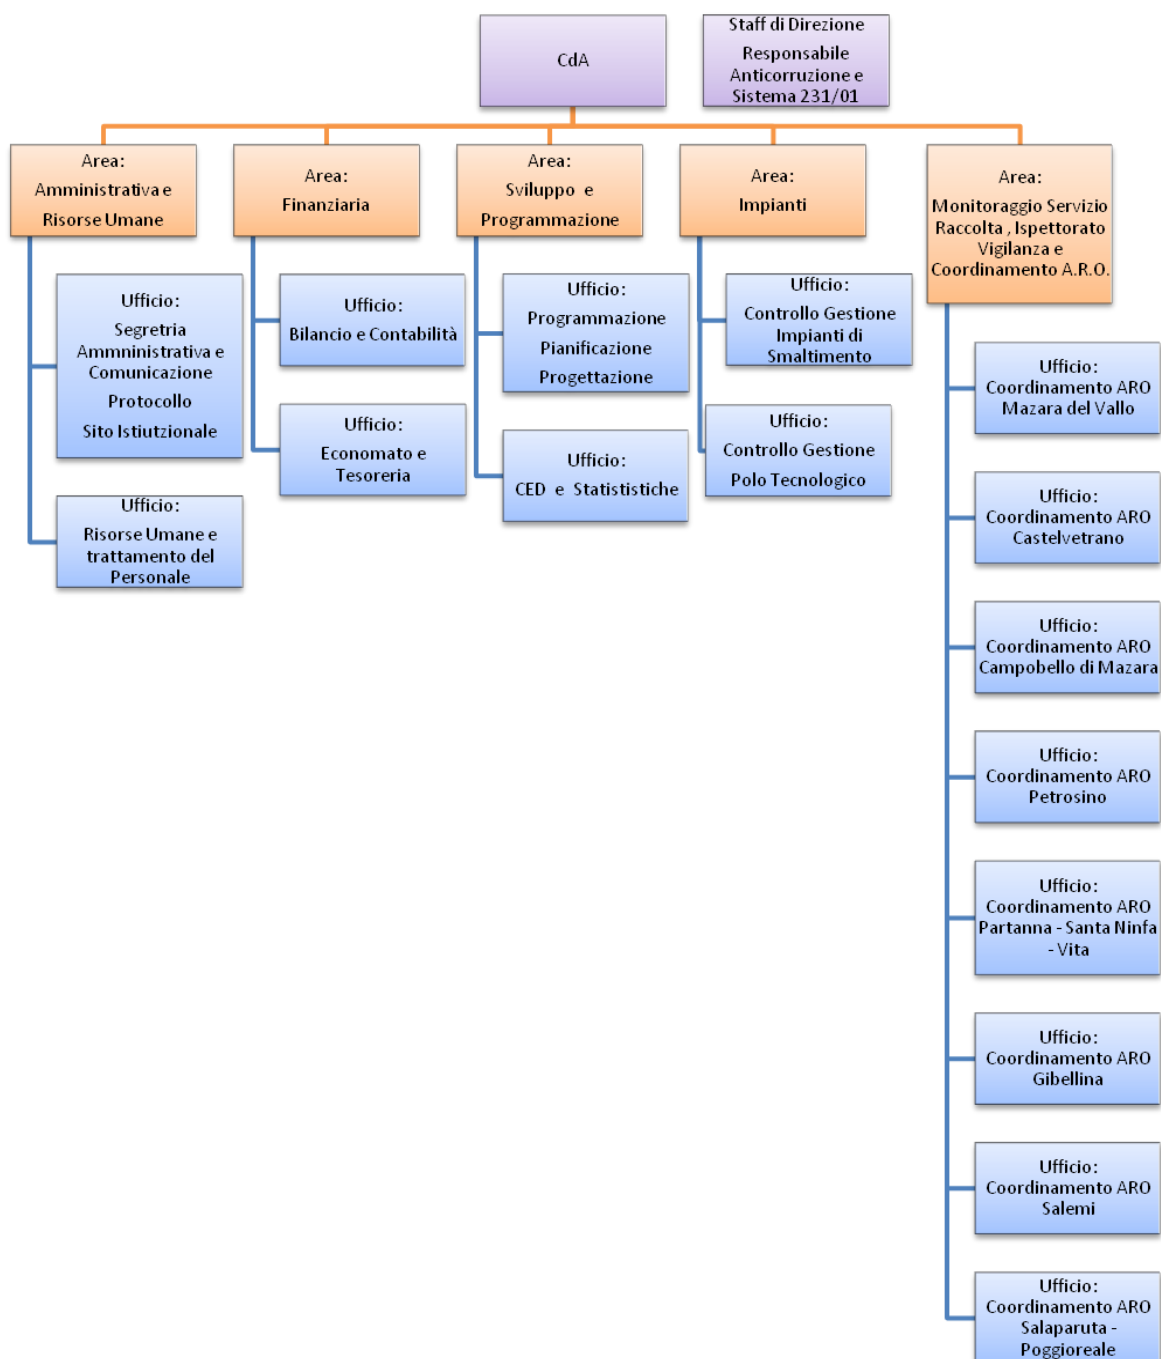 CdA
Staff di Direzione
Responsabile
Anticorruzione e
Sistema 231/01
Area:
Amministrativa e
Risorse Umane
Area:
Finanziaria
Area:
Sviluppo e
Programmazione
Area:
Impianti
Area:
Monitoraggio Servizio
Raccolta , Ispettorato
Vigilanza e
Coordinamento A.R.O.
Ufficio:
Segretria
Ammninistrativa e
Comunicazione
Protocollo
Sito Istiutzionale
Ufficio:
Risorse Umane e
trattamento del
Personale
Ufficio:
Bilancio e Contabilità
Ufficio:
Economato e
Tesoreria
Ufficio:
Programmazione
Pianificazione
Progettazione
Ufficio:
CED e Statististiche
Ufficio:
Controllo Gestione
Impianti di
Smaltimento
Ufficio:
Controllo Gestione
Polo Tecnologico
Ufficio:
Coordinamento ARO
Mazara del Vallo
Ufficio:
Coordinamento ARO
Castelvetrano
Ufficio:
Coordinamento ARO
Campobello di Mazara
Ufficio:
Coordinamento ARO
Petrosino
Ufficio:
Coordinamento ARO
Partanna - Santa Ninfa
- Vita
Ufficio:
Coordinamento ARO
Gibellina
Ufficio:
Coordinamento ARO
Salemi
Ufficio:
Coordinamento ARO
Salaparuta -
Poggioreale